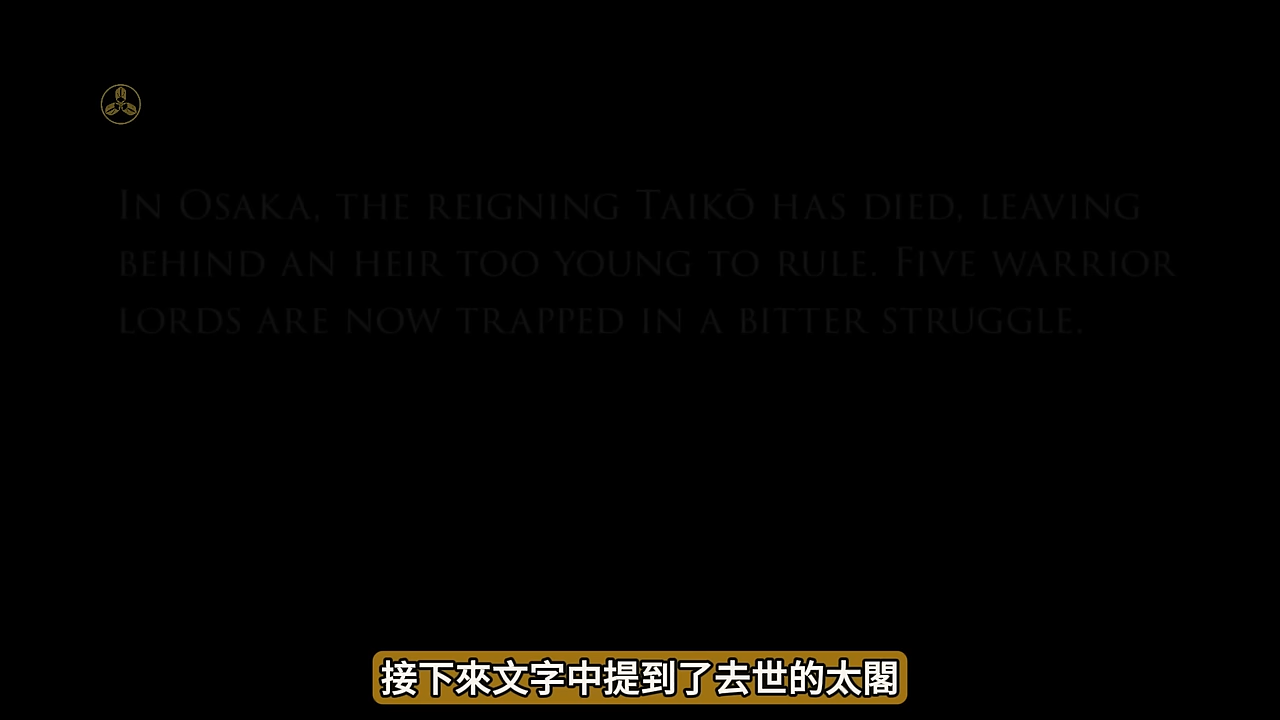 In Osaka, the reigning Taikō has died, leaving
behind an heir too young to rule. Five warrior
lords are now trapped in a bitter struggle.
接下來文字中提到了去世的太閣